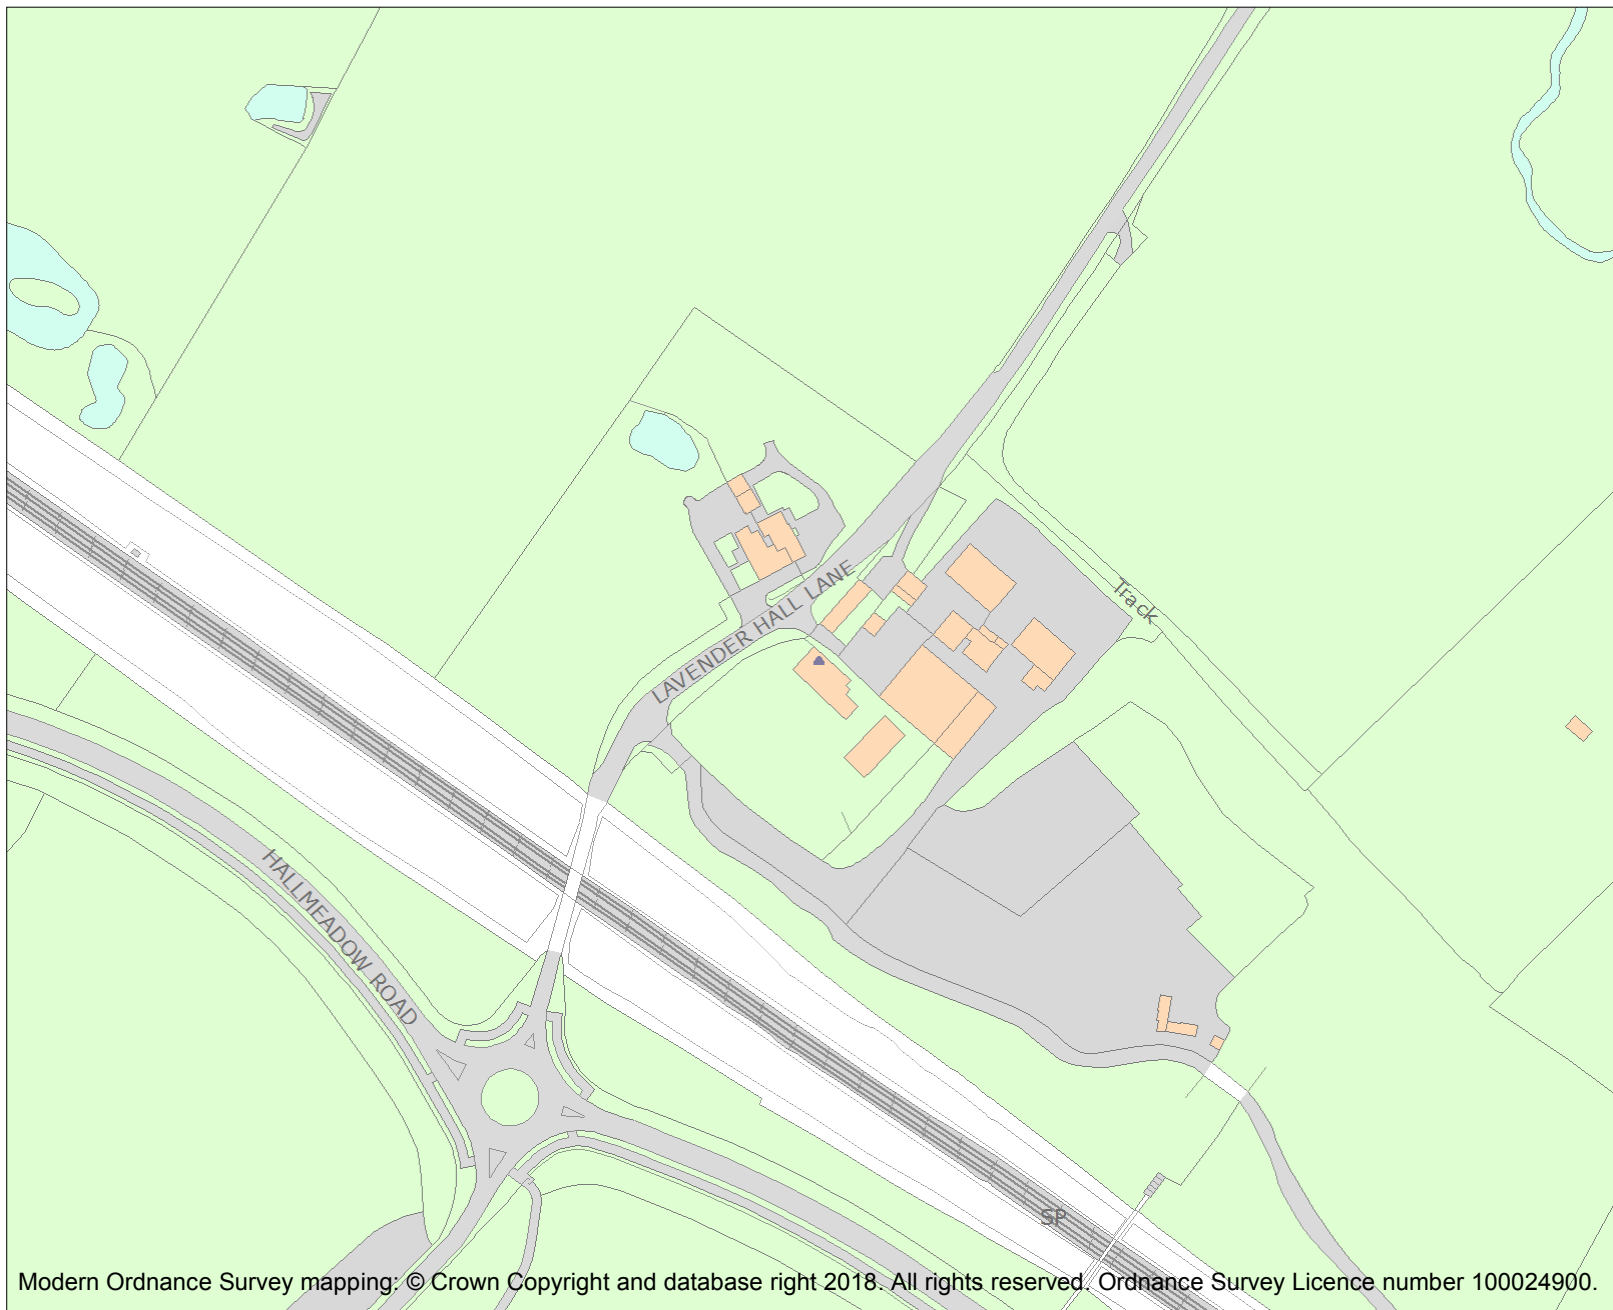 Track
LAVENDER HALL LANE
HALLMEADOW ROAD
SP
Modern Ordnance Survey mapping: © Crown Copyright and database right 2018. All rights reserved. Ordnance Survey Licence number 100024900.